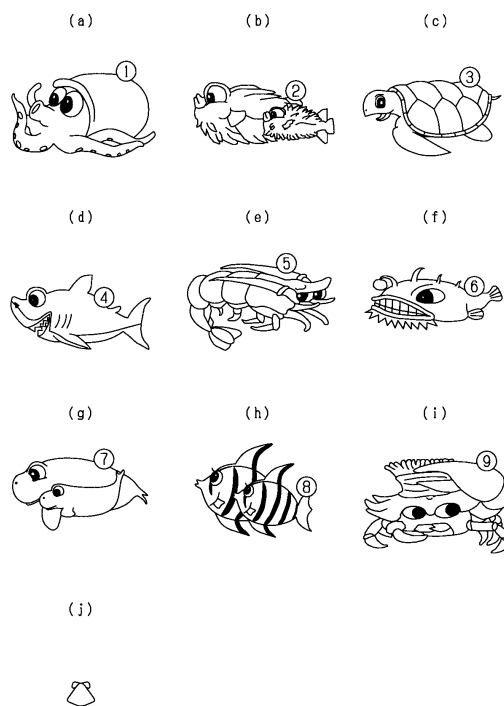 (a) (b) (c)
①
②
③
(d) (e) (f)
④
⑤
⑥
(g) (h) (i)
⑦
⑧
⑨
(j)